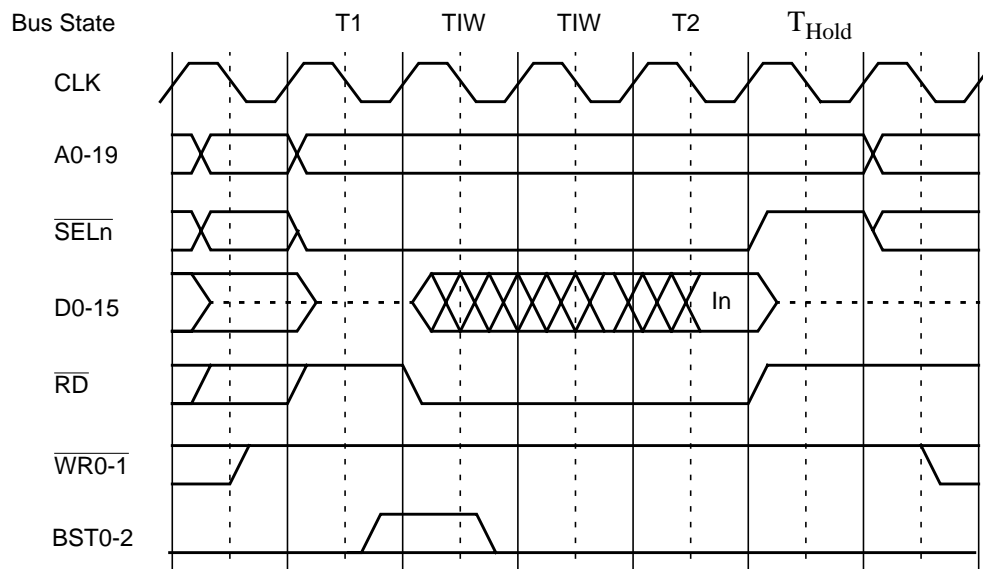 Bus State T1 TIW TIW T2 THold
CLK
A0-19
SELn
D0-15 In
RD
WR0-1
BST0-2